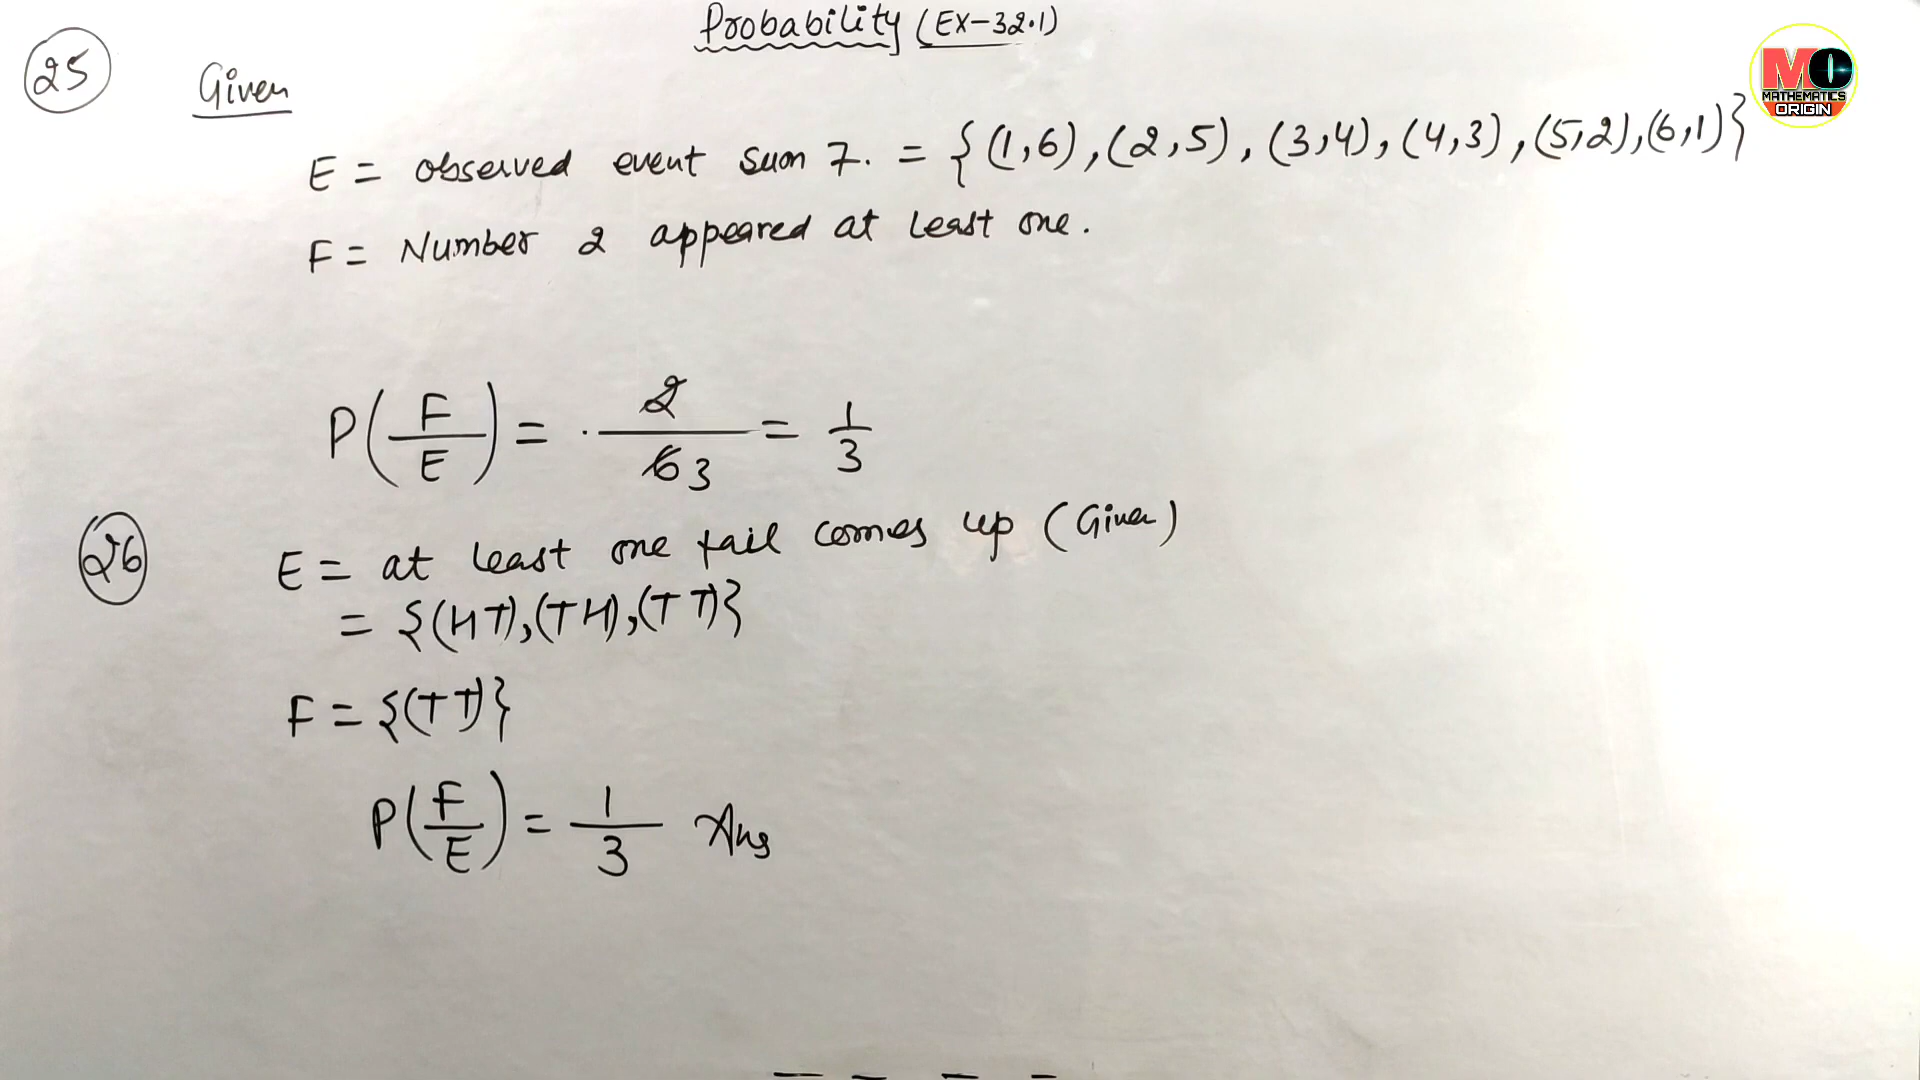 Probability (EX-32.1)
MO
MATHEMATICS
ORIGIN
25 Given
E = observed event sum 7. = {(1,6), (2,5), (3,4), (4,3), (5,2), (6,1)}
F = Number 2 appeared at least one.
P(F/E) = 2/6 3 = 1/3
26 E = at least one tail comes up (Given)
= {(HT), (TH), (TT)}
F = {(TT)}
P(F/E) = 1/3 Ans